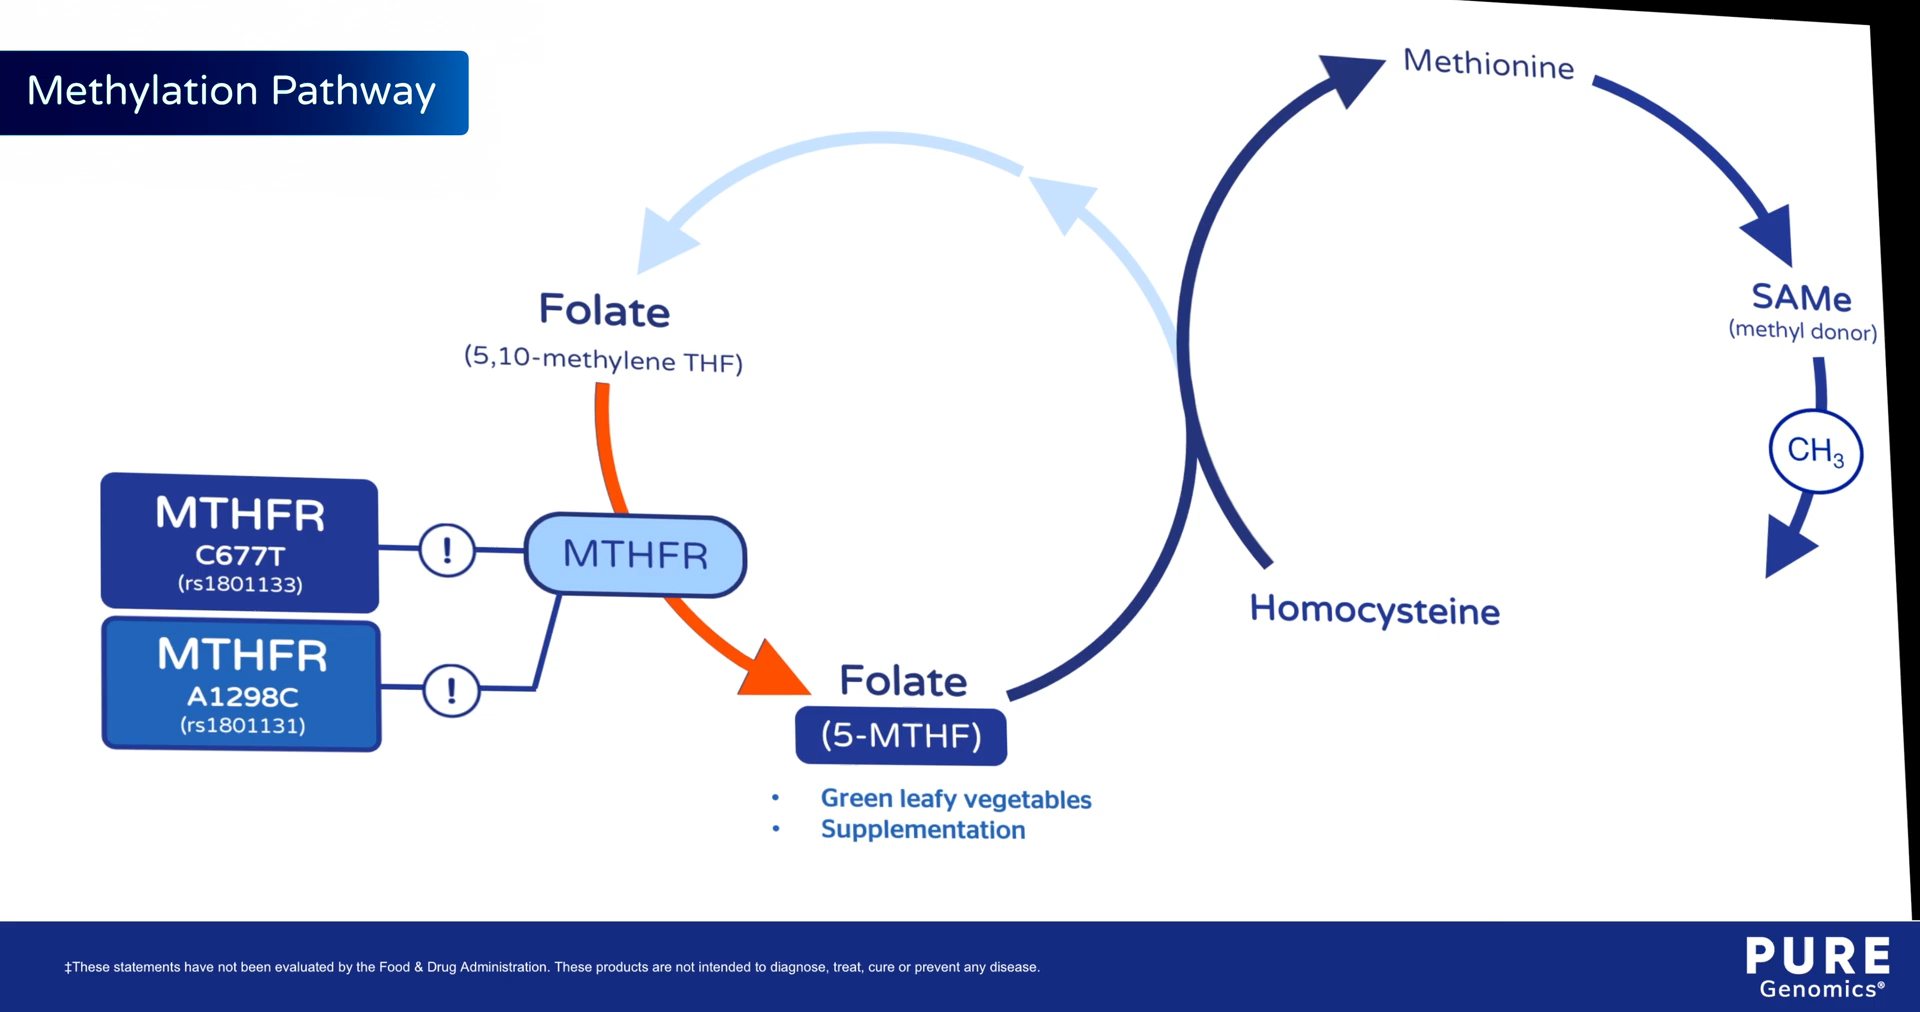 Methylation Pathway
Methionine
SAMe
(methyl donor)
CH₃
Folate
(5,10-methylene THF)
MTHFR
C677T
(rs1801133)
!
MTHFR
MTHFR
A1298C
(rs1801131)
!
Homocysteine
Folate
(5-MTHF)
• Green leafy vegetables
• Supplementation
‡These statements have not been evaluated by the Food & Drug Administration. These products are not intended to diagnose, treat, cure or prevent any disease.
PURE
Genomics®